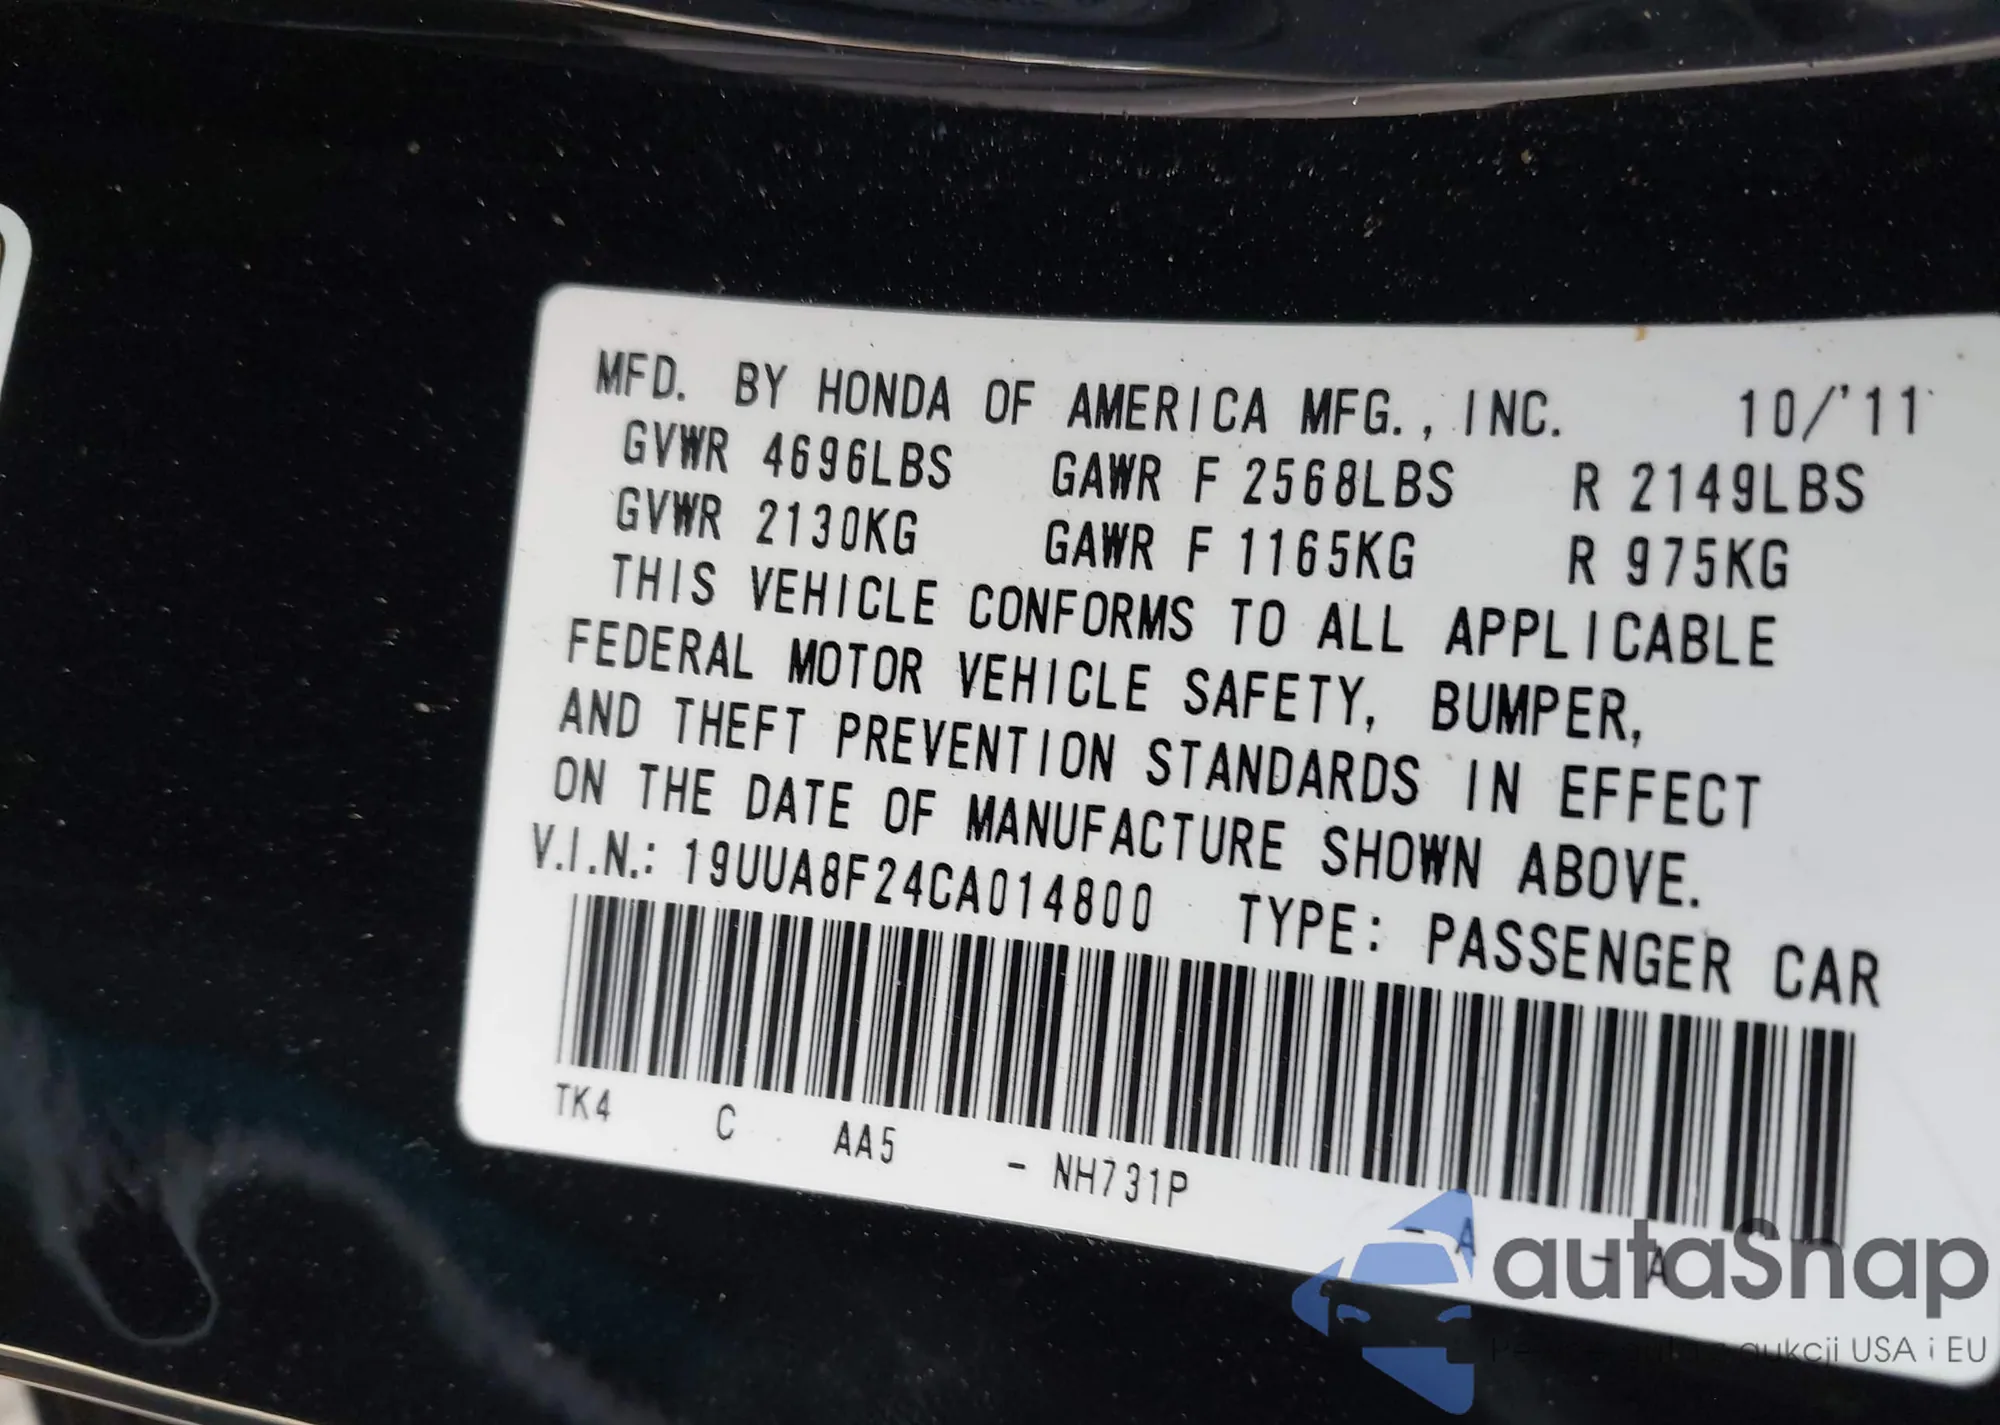 MFD. BY HONDA OF AMERICA MFG., INC. 10/'11
GVWR 4696LBS GAWR F 2568LBS R 2149LBS
GVWR 2130KG GAWR F 1165KG R 975KG
THIS VEHICLE CONFORMS TO ALL APPLICABLE
FEDERAL MOTOR VEHICLE SAFETY, BUMPER,
AND THEFT PREVENTION STANDARDS IN EFFECT
ON THE DATE OF MANUFACTURE SHOWN ABOVE.
V.I.N.: 19UUA8F24CA014800 TYPE: PASSENGER CAR
TK4 C AA5 - NH731P - A - A
autaSnap
aukcji USA i EU